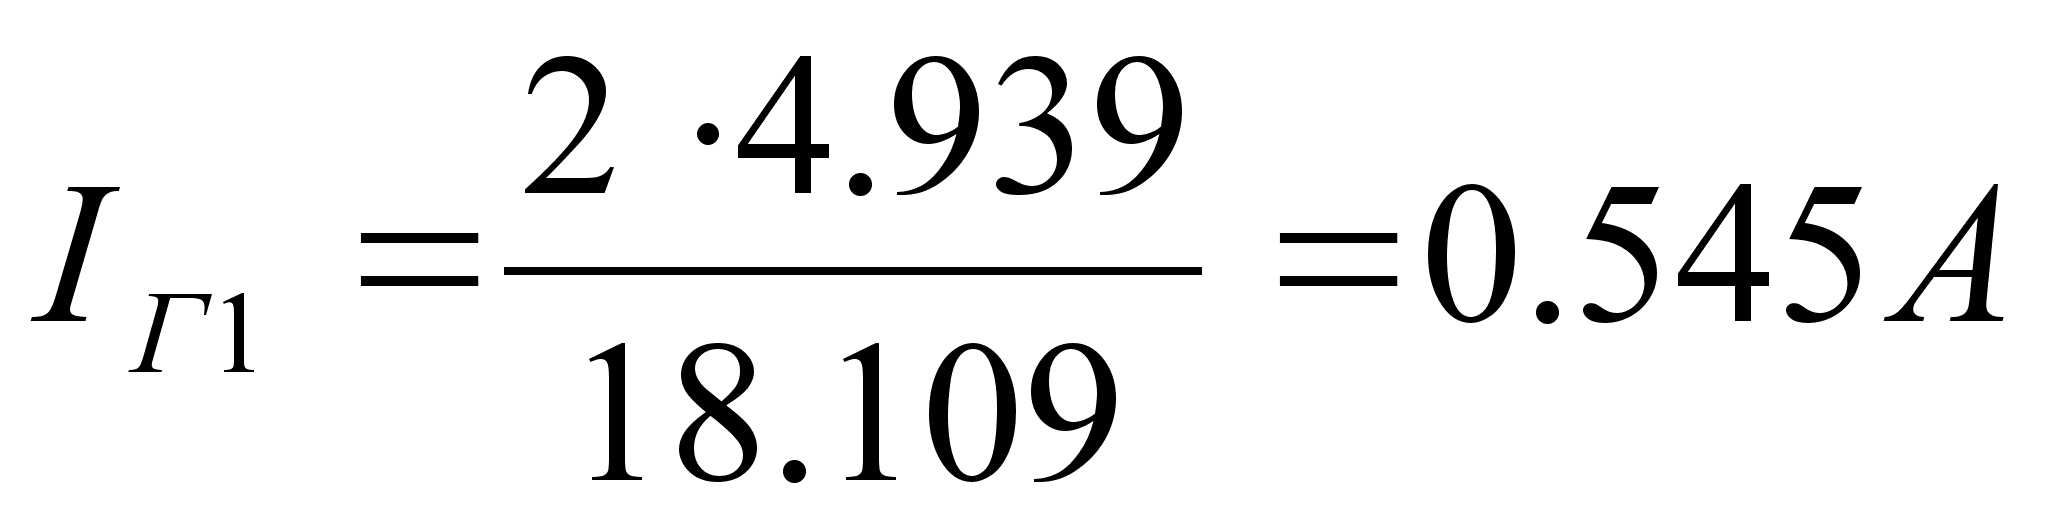 I_Г1 = 2 · 4.939 / 18.109 = 0.545 A